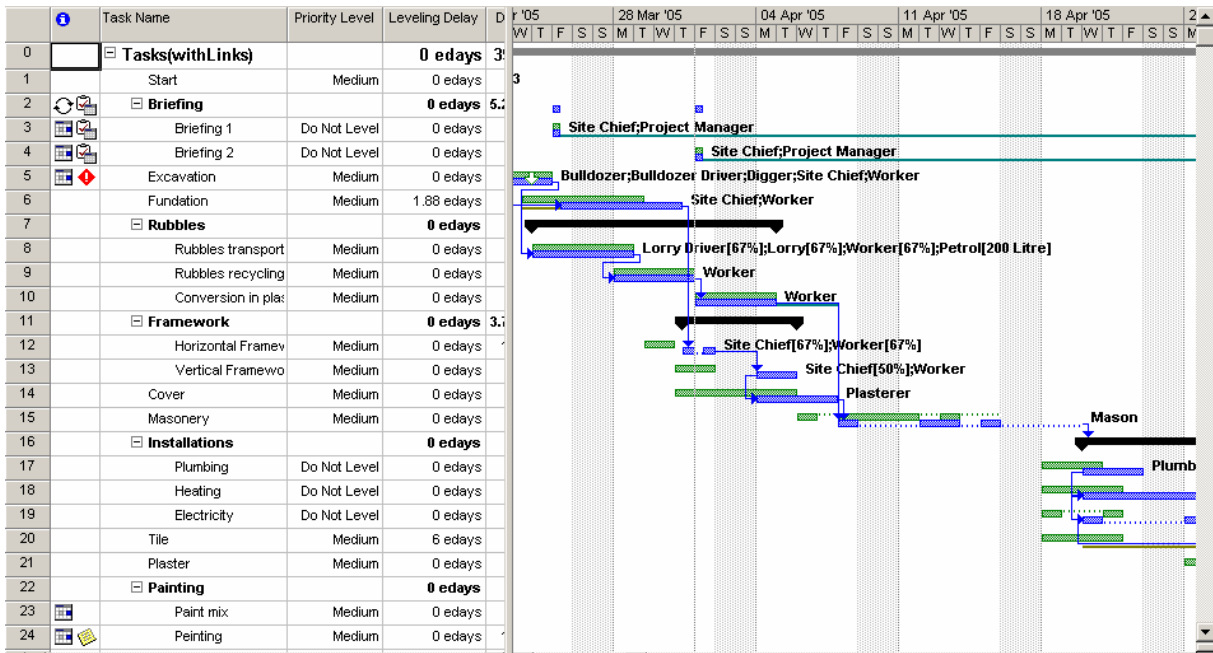 Task Name Priority Level Leveling Delay D r '05 28 Mar '05 04 Apr '05 11 Apr '05 18 Apr '05 2
W T F S S M T W T F S S M T W T F S S M T W T F S S M T W T F S S M
0 Tasks(withLinks) 0 edays 39
1 Start Medium 0 edays 3
2 Briefing 0 edays 5.2
3 Briefing 1 Do Not Level 0 edays Site Chief;Project Manager
4 Briefing 2 Do Not Level 0 edays Site Chief;Project Manager
5 Excavation Medium 0 edays Bulldozer;Bulldozer Driver;Digger;Site Chief;Worker
6 Fundation Medium 1.88 edays Site Chief;Worker
7 Rubbles 0 edays
8 Rubbles transport Medium 0 edays Lorry Driver[67%];Lorry[67%];Worker[67%];Petrol[200 Litre]
9 Rubbles recycling Medium 0 edays Worker
10 Conversion in plas Medium 0 edays Worker
11 Framework 0 edays 3.7
12 Horizontal Framew Medium 0 edays 1 Site Chief[67%];Worker[67%]
13 Vertical Framewo Medium 0 edays Site Chief[50%];Worker
14 Cover Medium 0 edays Plasterer
15 Masonery Medium 0 edays Mason
16 Installations 0 edays
17 Plumbing Do Not Level 0 edays Plumb
18 Heating Do Not Level 0 edays
19 Electricity Do Not Level 0 edays
20 Tile Medium 6 edays
21 Plaster Medium 0 edays
22 Painting 0 edays
23 Paint mix Medium 0 edays
24 Peinting Medium 0 edays 1